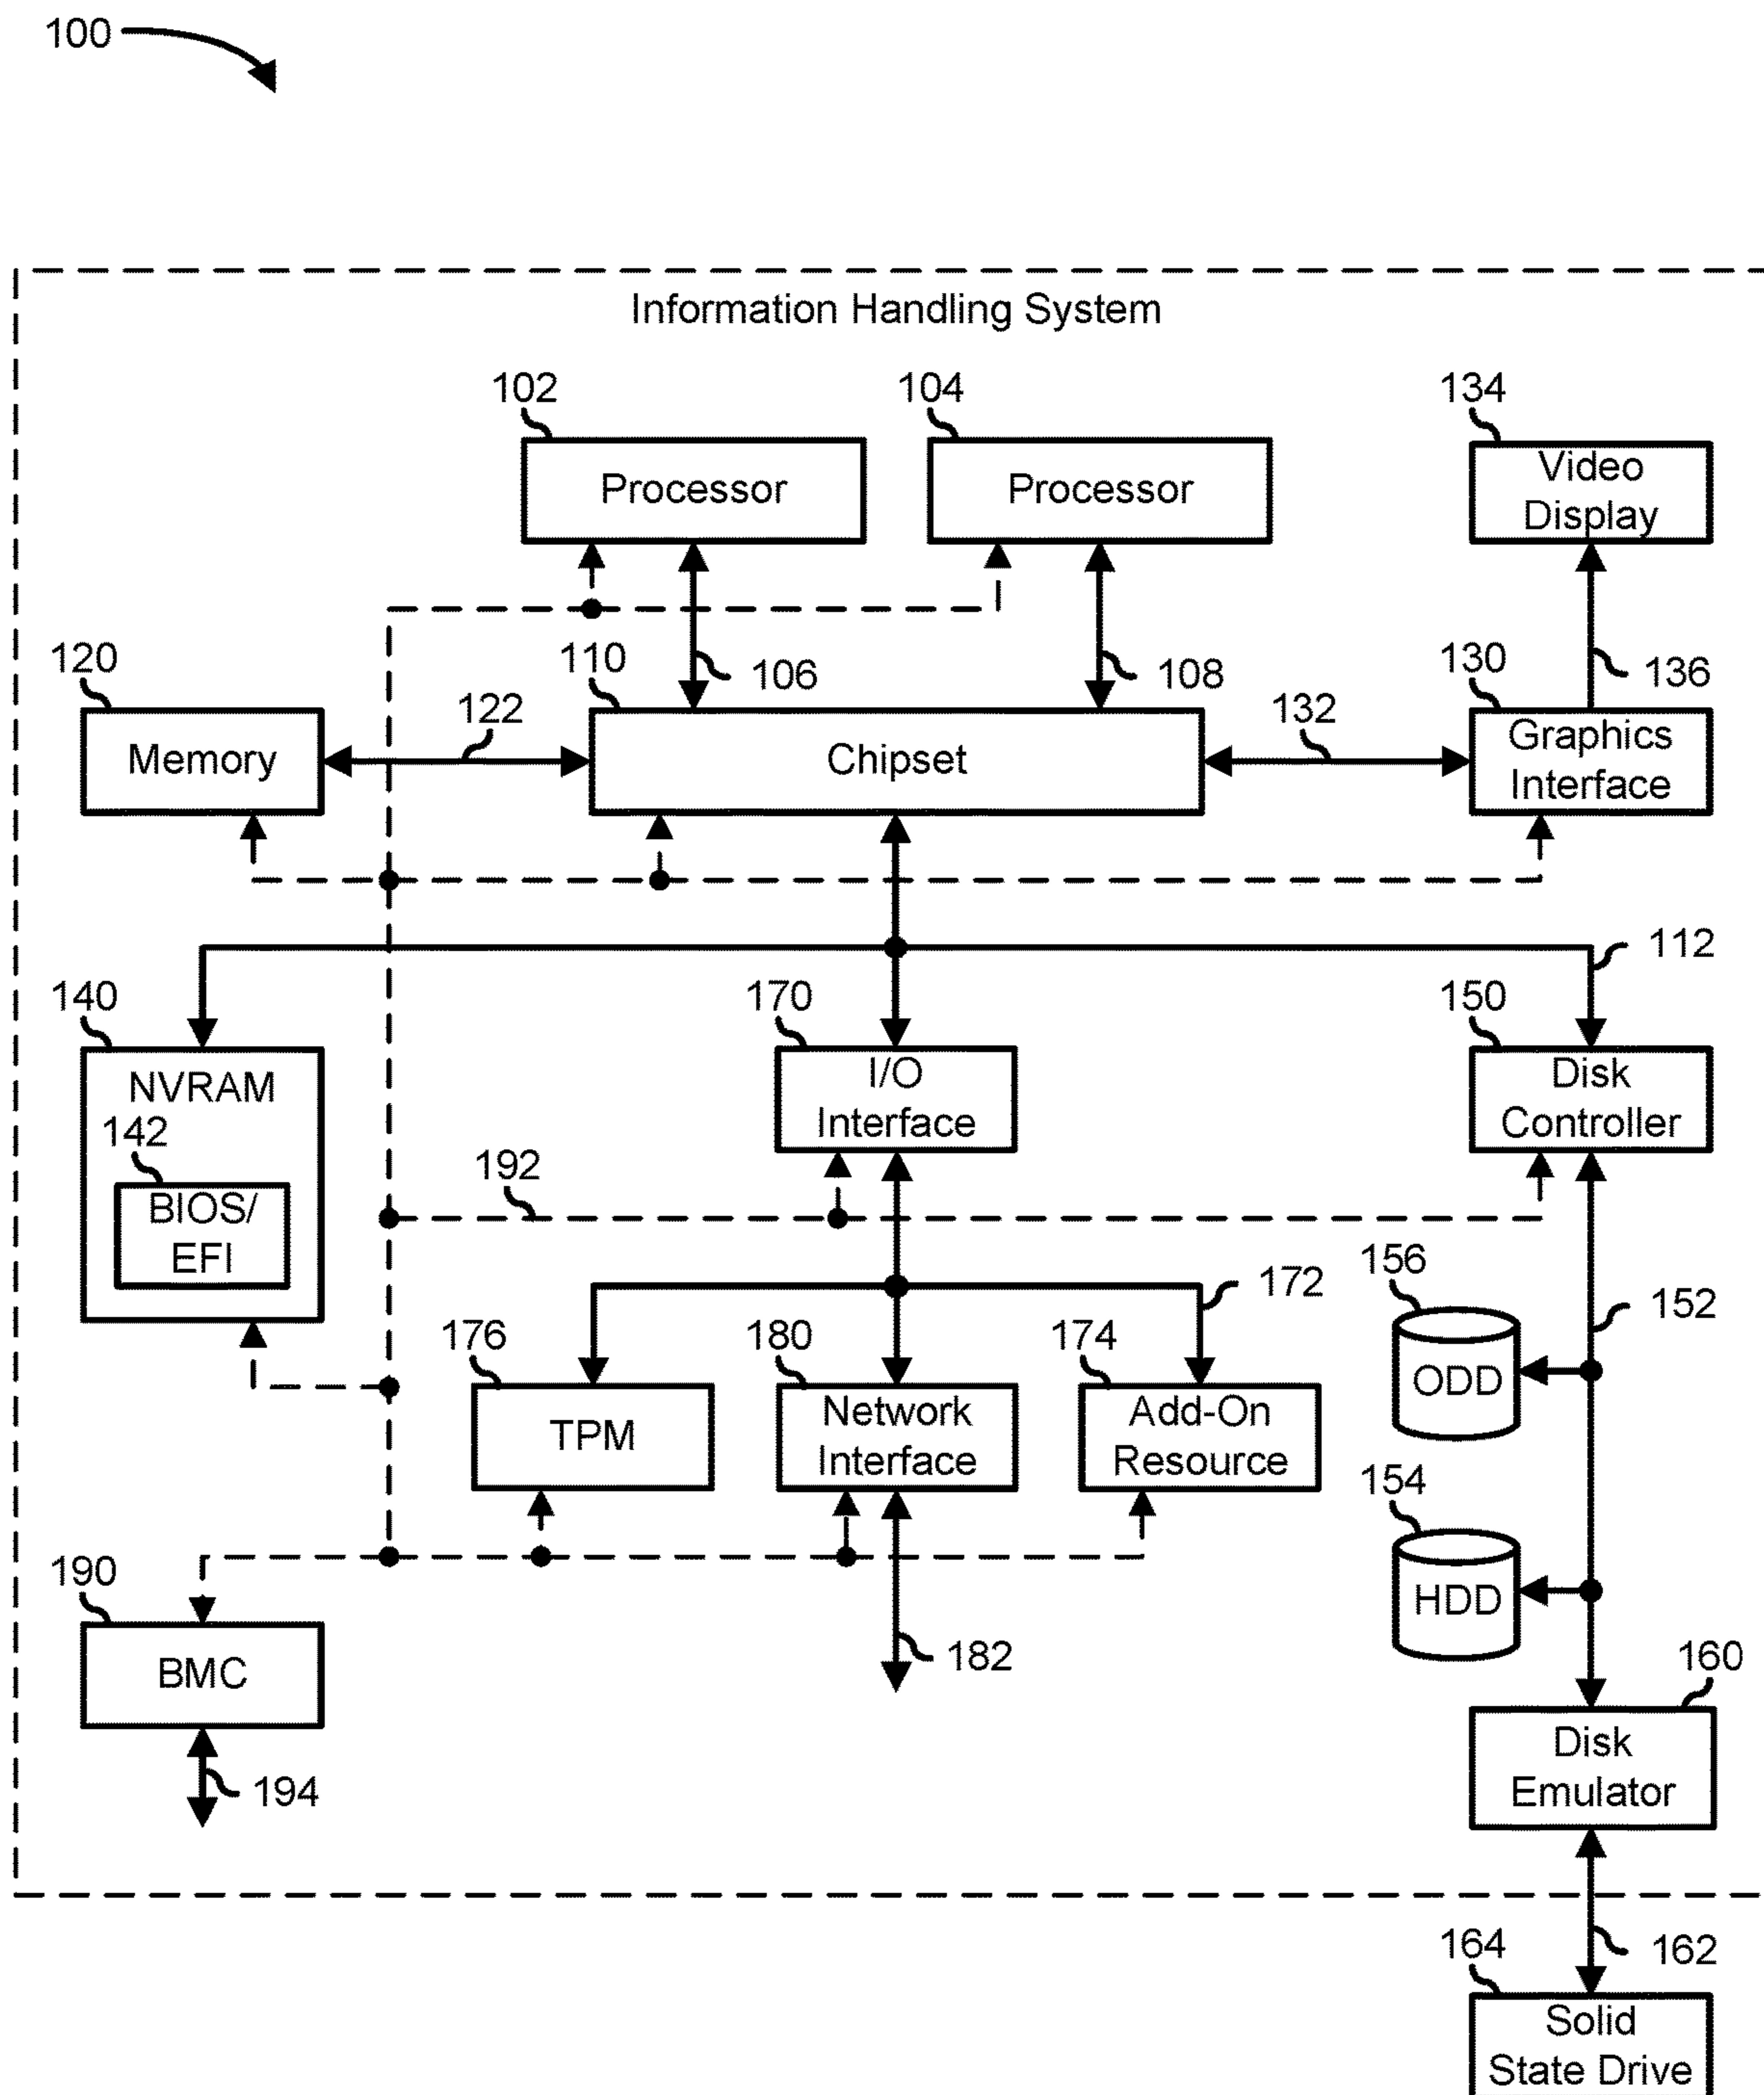 100
Information Handling System
102
104
134
Processor
Processor
Video
Display
120
110
106
108
130
136
122
132
Memory
Chipset
Graphics
Interface
112
140
170
150
NVRAM
I/O
Interface
Disk
Controller
142
BIOS/
EFI
192
156
172
152
176
180
174
ODD
TPM
Network
Interface
Add-On
Resource
154
HDD
190
182
160
BMC
Disk
Emulator
194
164
162
Solid
State Drive